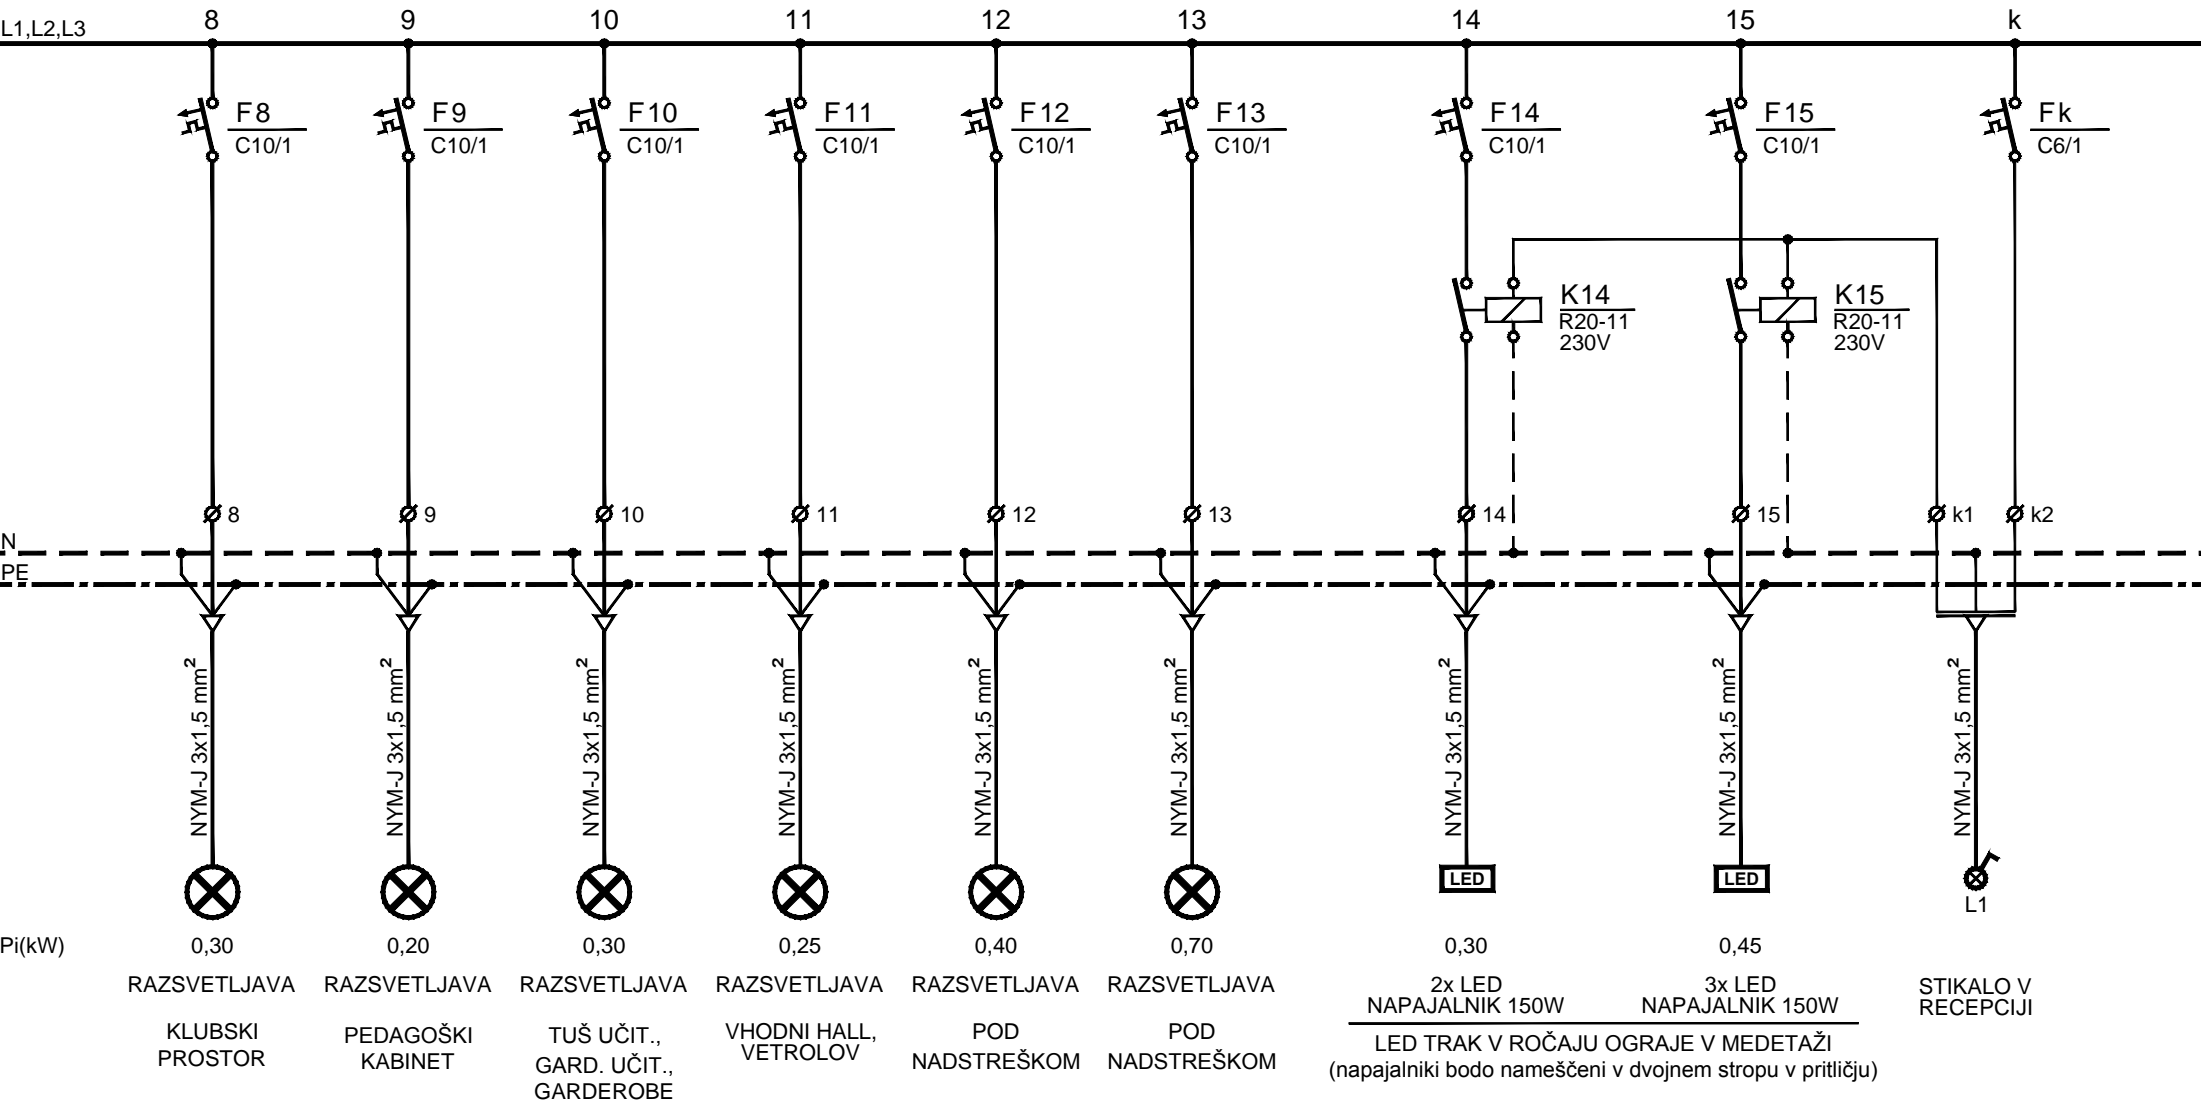 8 9 10 11 12 13 14 15 k
L1,L2,L3
F8 F9 F10 F11 F12 F13 F14 F15 Fk
C10/1 C10/1 C10/1 C10/1 C10/1 C10/1 C10/1 C10/1 C6/1
K14 K15
R20-11 R20-11
230V 230V
8 9 10 11 12 13 14 15 k1 k2
N
PE
NYM-J 3x1,5 mm²
NYM-J 3x1,5 mm²
NYM-J 3x1,5 mm²
NYM-J 3x1,5 mm²
NYM-J 3x1,5 mm²
NYM-J 3x1,5 mm²
NYM-J 3x1,5 mm²
NYM-J 3x1,5 mm²
NYM-J 3x1,5 mm²
LED LED
L1
Pi(kW) 0,30 0,20 0,30 0,25 0,40 0,70 0,30 0,45
RAZSVETLJAVA
KLUBSKI
PROSTOR
RAZSVETLJAVA
PEDAGOŠKI
KABINET
RAZSVETLJAVA
TUŠ UČIT.,
GARD. UČIT.,
GARDEROBE
RAZSVETLJAVA
VHODNI HALL,
VETROLOV
RAZSVETLJAVA
POD
NADSTREŠKOM
RAZSVETLJAVA
POD
NADSTREŠKOM
2x LED
NAPAJALNIK 150W
3x LED
NAPAJALNIK 150W
LED TRAK V ROČAJU OGRAJE V MEDETAŽI
(napajalniki bodo nameščeni v dvojnem stropu v pritličju)
STIKALO V
RECEPCIJI